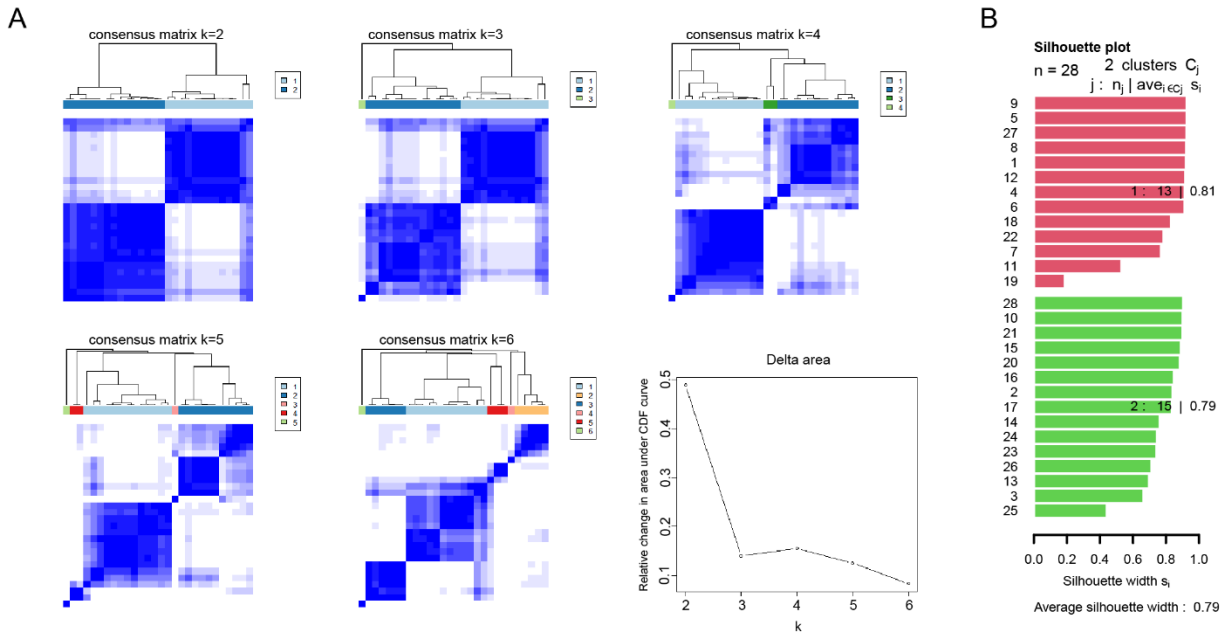 A
consensus matrix k=2
1
2
consensus matrix k=3
1
2
3
consensus matrix k=4
1
2
3
4
consensus matrix k=5
1
2
3
4
5
consensus matrix k=6
1
2
3
4
5
6
Delta area
Relative change in area under CDF curve
0.5
0.4
0.3
0.2
0.1
2 3 4 5 6
k
B
Silhouette plot
n = 28
2 clusters Cj
j : nj | avei∈Cj si
9
5
27
8
1
12
4
1 : 13 | 0.81
6
18
22
7
11
19
28
10
21
15
20
16
2
17
2 : 15 | 0.79
14
24
23
26
13
3
25
0.0 0.2 0.4 0.6 0.8 1.0
Silhouette width si
Average silhouette width : 0.79